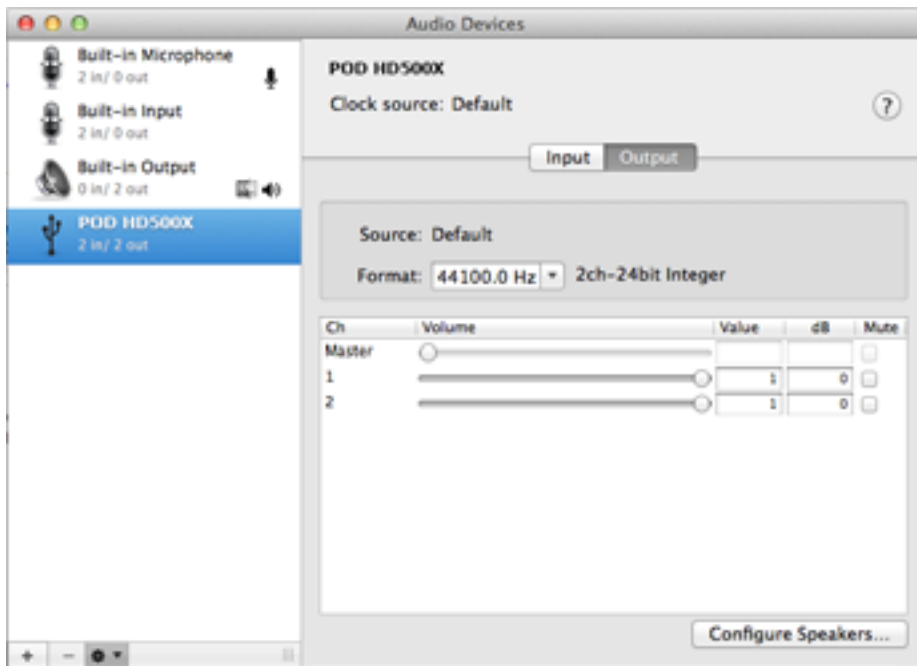 Audio Devices
Built-in Microphone
2 in/ 0 out
Built-in Input
2 in/ 0 out
Built-in Output
0 in/ 2 out
POD HD500X
2 in/ 2 out
POD HD500X
Clock source: Default
?
Input Output
Source: Default
Format: 44100.0 Hz 2ch-24bit Integer
Ch Volume Value dB Mute
Master
1 1 0
2 1 0
Configure Speakers...
+ −